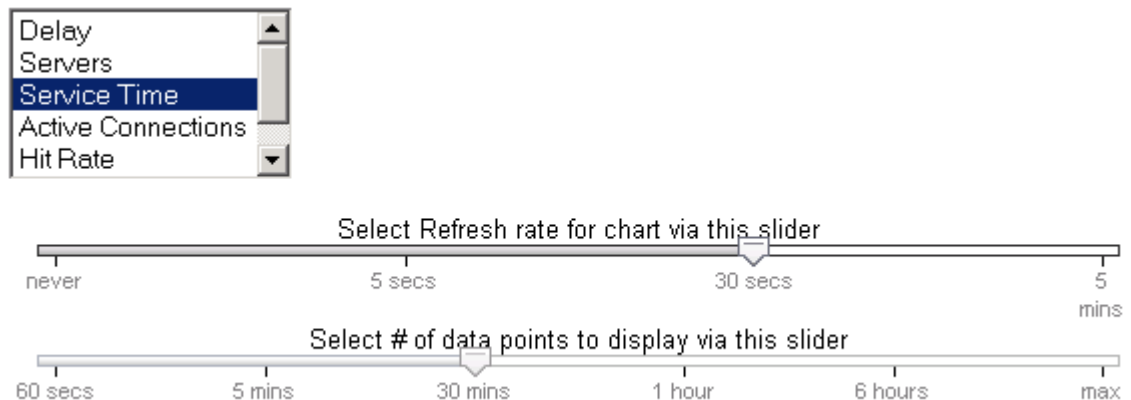 Delay
Servers
Service Time
Active Connections
Hit Rate
Select Refresh rate for chart via this slider
never 5 secs 30 secs 5 mins
Select # of data points to display via this slider
60 secs 5 mins 30 mins 1 hour 6 hours max